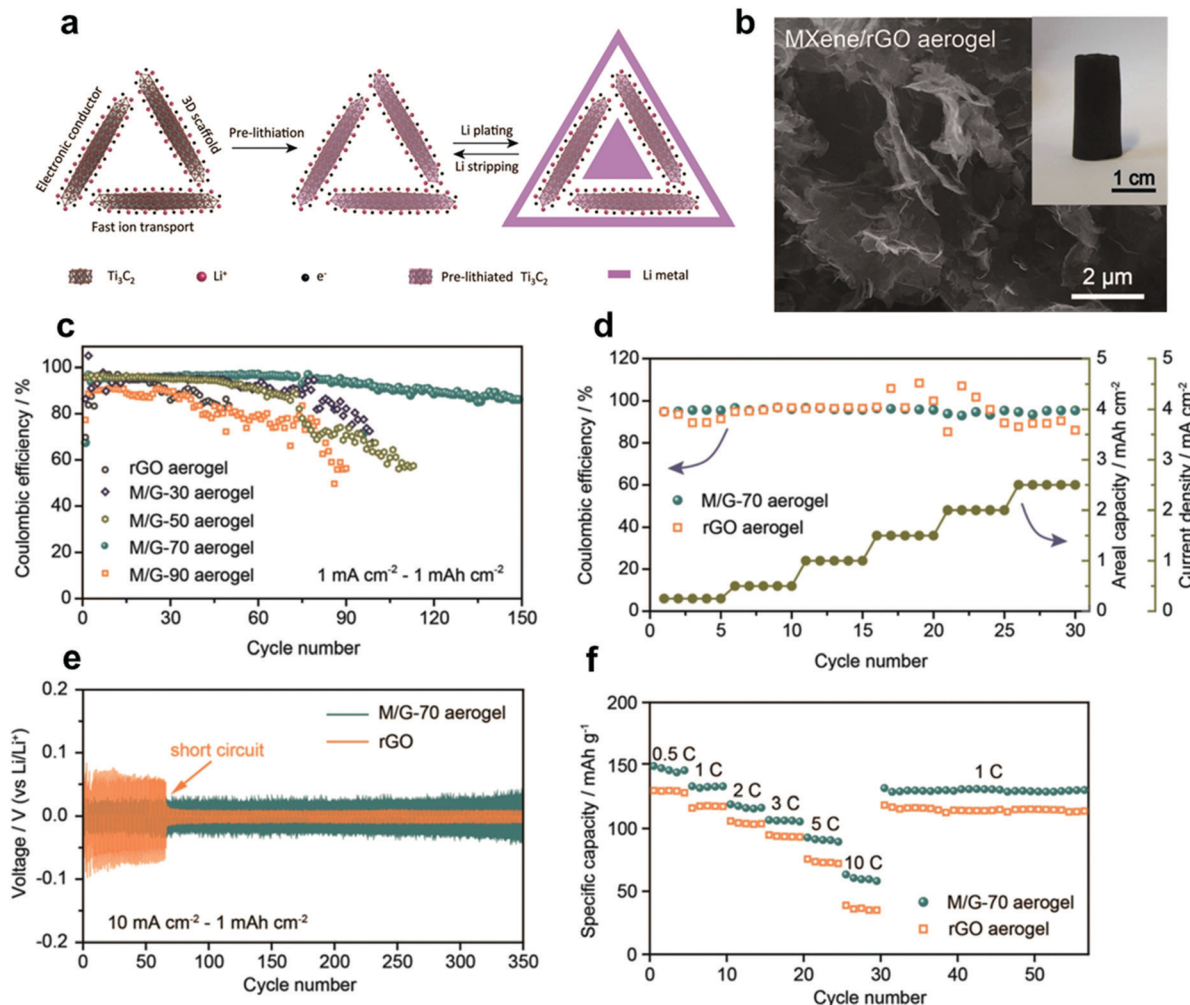 a
Electronic conductor
3D scaffold
Fast ion transport
Pre-lithiation
Li plating
Li stripping
Ti₃C₂
Li⁺
e⁻
Pre-lithiated Ti₃C₂
Li metal
b
MXene/rGO aerogel
1 cm
2 µm
c
Coulombic efficiency / %
100
80
60
40
20
0
rGO aerogel
M/G-30 aerogel
M/G-50 aerogel
M/G-70 aerogel
M/G-90 aerogel
1 mA cm⁻² - 1 mAh cm⁻²
0 30 60 90 120 150
Cycle number
d
Coulombic efficiency / %
120
100
80
60
40
20
0
M/G-70 aerogel
rGO aerogel
0 5 10 15 20 25 30
Cycle number
5
4
3
2
1
0
Areal capacity / mAh cm⁻²
5
4
3
2
1
0
Current density / mA cm⁻²
e
Voltage / V (vs Li/Li⁺)
0.2
0.1
0.0
-0.1
-0.2
M/G-70 aerogel
rGO
short circuit
10 mA cm⁻² - 1 mAh cm⁻²
0 50 100 150 200 250 300 350
Cycle number
f
Specific capacity / mAh g⁻¹
200
150
100
50
0
0.5 C
1 C
2 C
3 C
5 C
10 C
1 C
M/G-70 aerogel
rGO aerogel
0 10 20 30 40 50
Cycle number